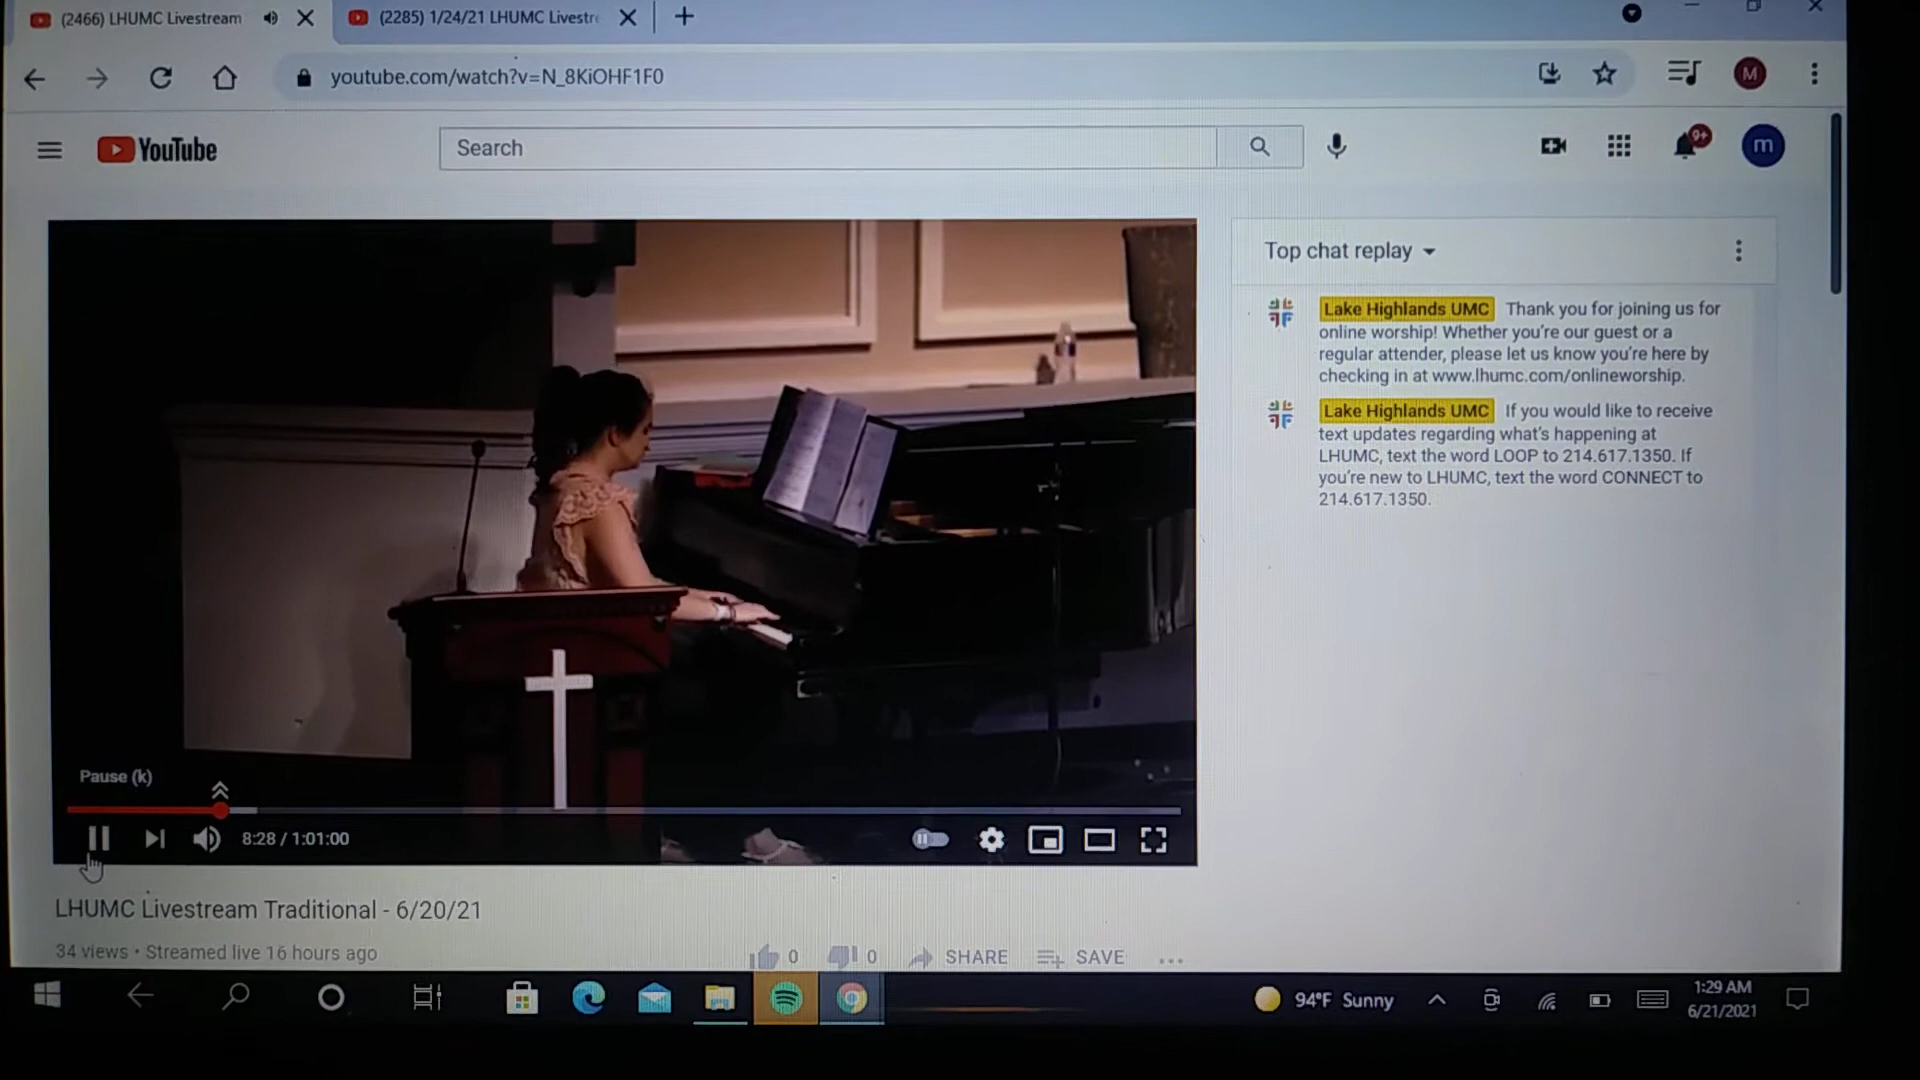 (2466) LHUMC Livestream
(2285) 1/24/21 LHUMC Livestr
youtube.com/watch?v=N_8KiOHF1F0
M
YouTube
Search
9+
m
Top chat replay
Lake Highlands UMC Thank you for joining us for
online worship! Whether you're our guest or a
regular attender, please let us know you're here by
checking in at www.lhumc.com/onlineworship.
Lake Highlands UMC If you would like to receive
text updates regarding what's happening at
LHUMC, text the word LOOP to 214.617.1350. If
you're new to LHUMC, text the word CONNECT to
214.617.1350.
Pause (k)
8:28 / 1:01:00
LHUMC Livestream Traditional - 6/20/21
34 views • Streamed live 16 hours ago
0
0
SHARE
SAVE
94°F Sunny
1:29 AM
6/21/2021